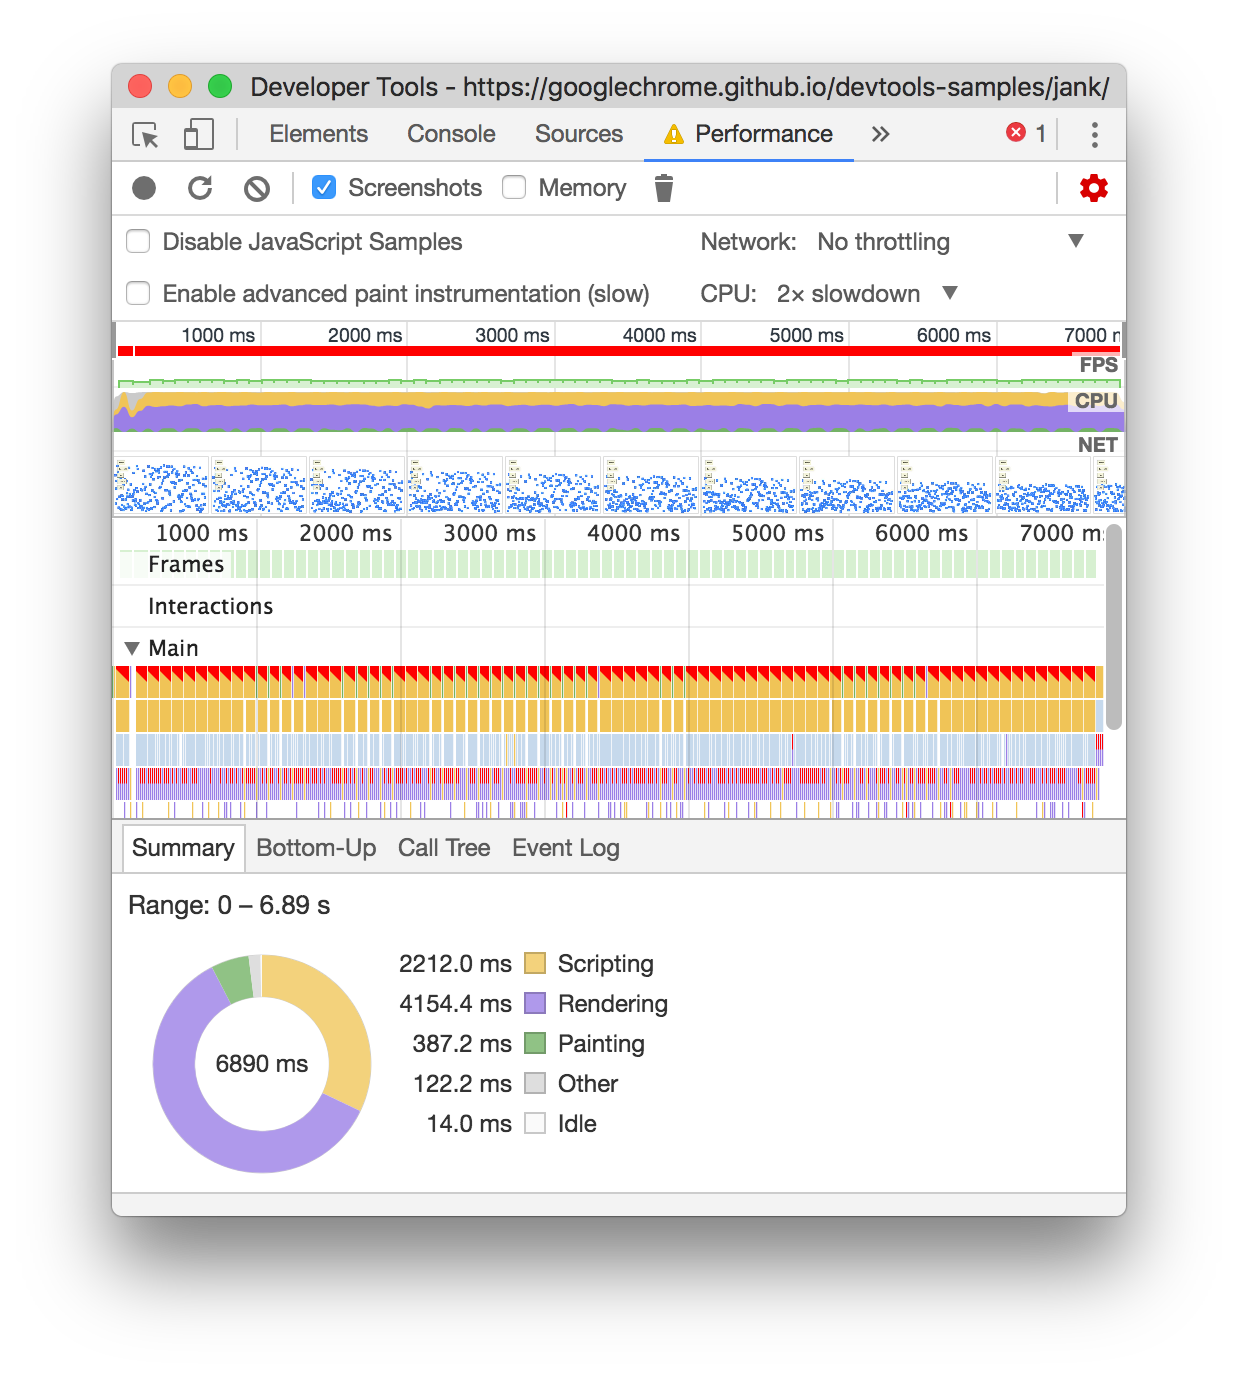 Developer Tools - https://googlechrome.github.io/devtools-samples/jank/
Elements Console Sources Performance » 1
Screenshots Memory
Disable JavaScript Samples Network: No throttling
Enable advanced paint instrumentation (slow) CPU: 2× slowdown
1000 ms 2000 ms 3000 ms 4000 ms 5000 ms 6000 ms 7000 m
FPS
CPU
NET
1000 ms 2000 ms 3000 ms 4000 ms 5000 ms 6000 ms 7000 m
Frames
Interactions
Main
Summary Bottom-Up Call Tree Event Log
Range: 0 – 6.89 s
2212.0 ms Scripting
4154.4 ms Rendering
6890 ms
387.2 ms Painting
122.2 ms Other
14.0 ms Idle